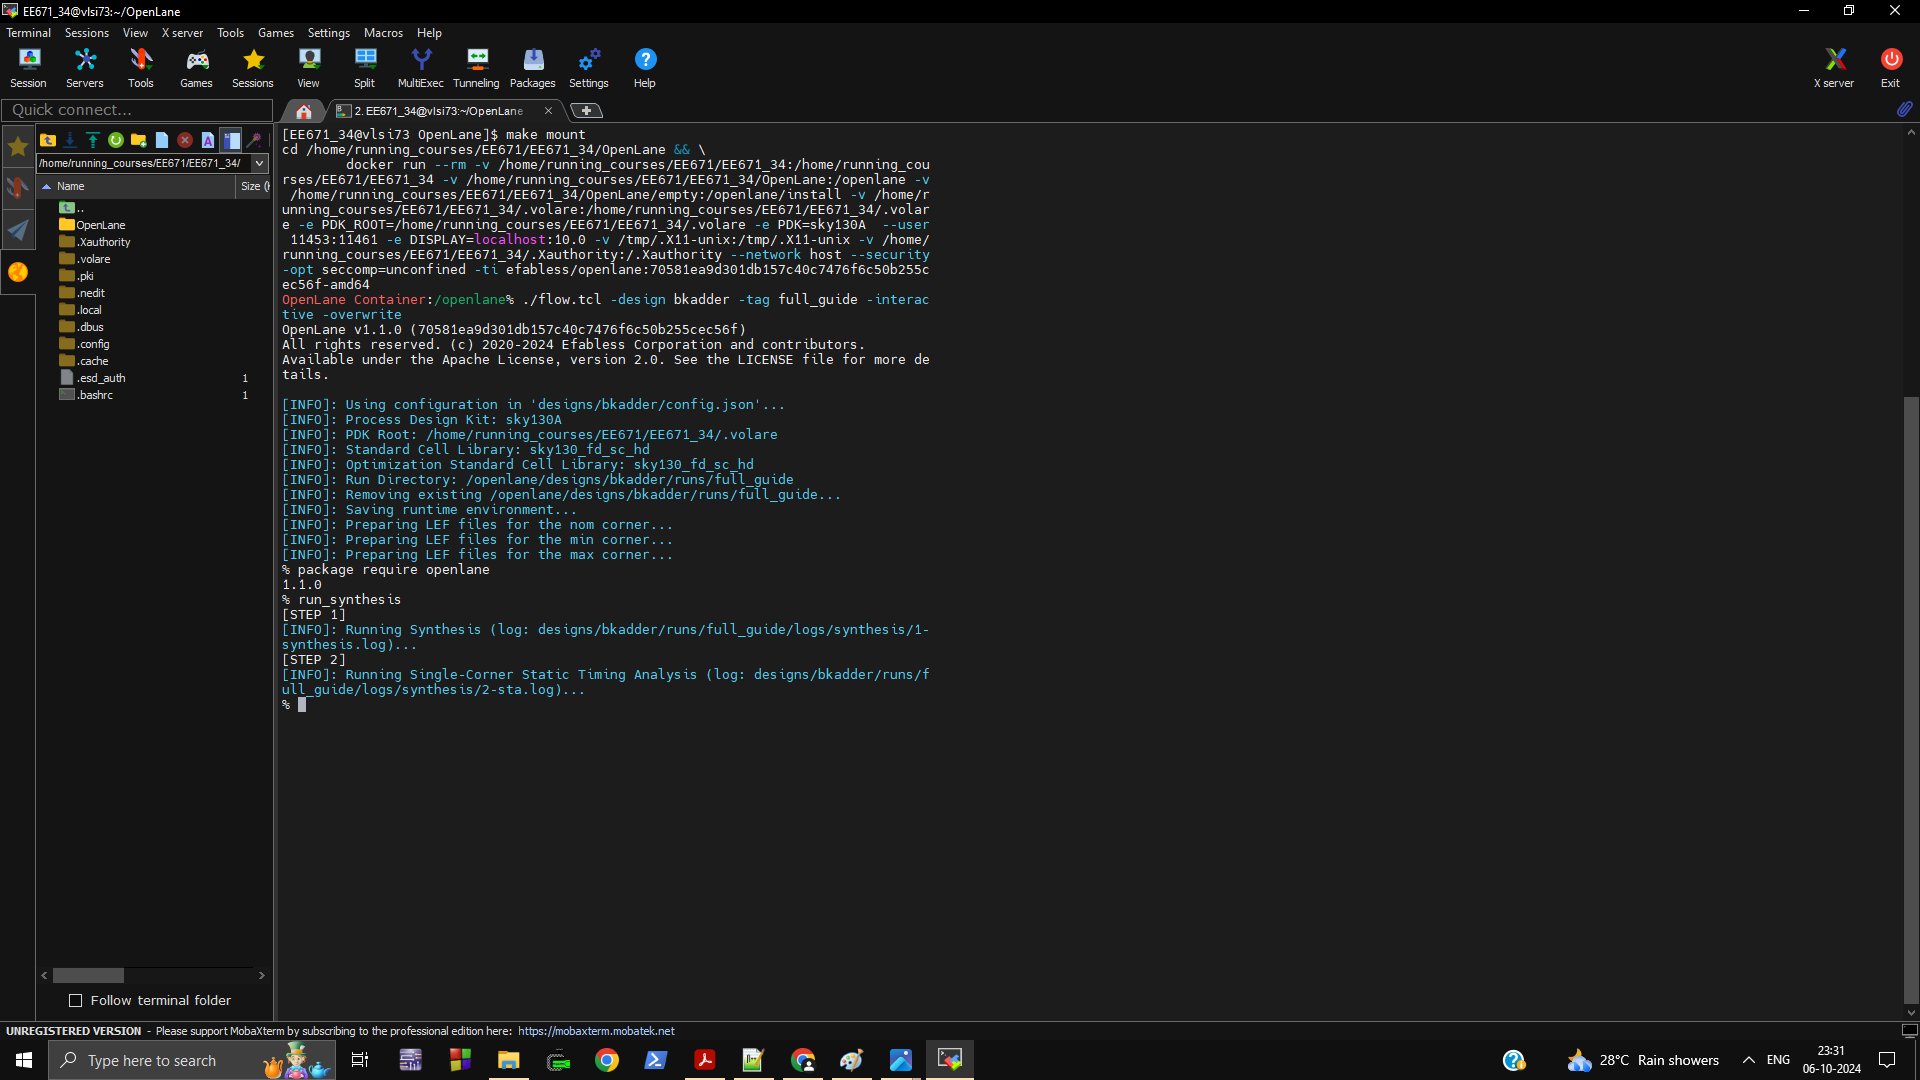 EE671_34@vlsi73:~/OpenLane
Terminal Sessions View X server Tools Games Settings Macros Help
Session Servers Tools Games Sessions View Split MultiExec Tunneling Packages Settings Help X server Exit
Quick connect...
2. EE671_34@vlsi73:~/OpenLane
/home/running_courses/EE671/EE671_34/
Name Size (
..
OpenLane
.Xauthority
.volare
.pki
.nedit
.local
.dbus
.config
.cache
.esd_auth 1
.bashrc 1
Follow terminal folder
[EE671_34@vlsi73 OpenLane]$ make mount
cd /home/running_courses/EE671/EE671_34/OpenLane && \
docker run --rm -v /home/running_courses/EE671/EE671_34:/home/running_cou
rses/EE671/EE671_34 -v /home/running_courses/EE671/EE671_34/OpenLane:/openlane -v
/home/running_courses/EE671/EE671_34/OpenLane/empty:/openlane/install -v /home/r
unning_courses/EE671/EE671_34/.volare:/home/running_courses/EE671/EE671_34/.volar
e -e PDK_ROOT=/home/running_courses/EE671/EE671_34/.volare -e PDK=sky130A --user
11453:11461 -e DISPLAY=localhost:10.0 -v /tmp/.X11-unix:/tmp/.X11-unix -v /home/
running_courses/EE671/EE671_34/.Xauthority:/.Xauthority --network host --security
-opt seccomp=unconfined -ti efabless/openlane:70581ea9d301db157c40c7476f6c50b255c
ec56f-amd64
OpenLane Container:/openlane% ./flow.tcl -design bkadder -tag full_guide -interac
tive -overwrite
OpenLane v1.1.0 (70581ea9d301db157c40c7476f6c50b255cec56f)
All rights reserved. (c) 2020-2024 Efabless Corporation and contributors.
Available under the Apache License, version 2.0. See the LICENSE file for more de
tails.
[INFO]: Using configuration in 'designs/bkadder/config.json'...
[INFO]: Process Design Kit: sky130A
[INFO]: PDK Root: /home/running_courses/EE671/EE671_34/.volare
[INFO]: Standard Cell Library: sky130_fd_sc_hd
[INFO]: Optimization Standard Cell Library: sky130_fd_sc_hd
[INFO]: Run Directory: /openlane/designs/bkadder/runs/full_guide
[INFO]: Removing existing /openlane/designs/bkadder/runs/full_guide...
[INFO]: Saving runtime environment...
[INFO]: Preparing LEF files for the nom corner...
[INFO]: Preparing LEF files for the min corner...
[INFO]: Preparing LEF files for the max corner...
% package require openlane
1.1.0
% run_synthesis
[STEP 1]
[INFO]: Running Synthesis (log: designs/bkadder/runs/full_guide/logs/synthesis/1-
synthesis.log)...
[STEP 2]
[INFO]: Running Single-Corner Static Timing Analysis (log: designs/bkadder/runs/f
ull_guide/logs/synthesis/2-sta.log)...
%
UNREGISTERED VERSION - Please support MobaXterm by subscribing to the professional edition here: https://mobaxterm.mobatek.net
Type here to search
28°C Rain showers
ENG
23:31
06-10-2024